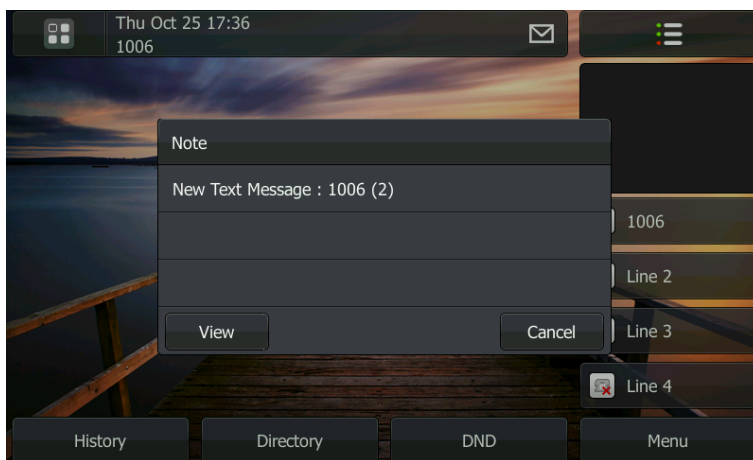 Thu Oct 25 17:36
1006
Note
New Text Message : 1006 (2)
View
Cancel
1006
Line 2
Line 3
Line 4
History
Directory
DND
Menu